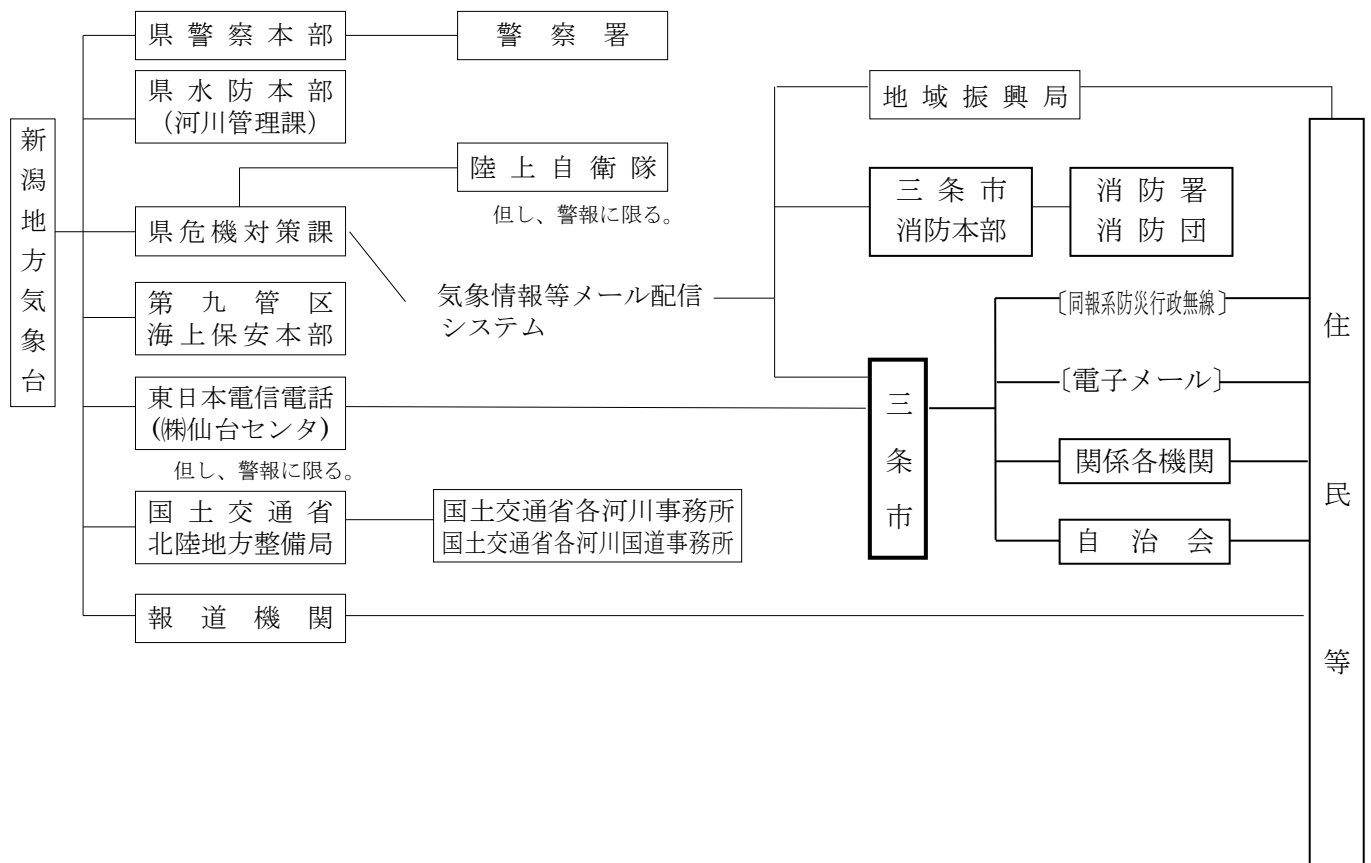 新潟地方気象台
県警察本部
警察署
県水防本部
（河川管理課）
陸上自衛隊
但し、警報に限る。
県危機対策課
第九管区
海上保安本部
気象情報等メール配信
システム
東日本電信電話
(㈱仙台センタ)
但し、警報に限る。
国土交通省
北陸地方整備局
国土交通省各河川事務所
国土交通省各河川国道事務所
報道機関
地域振興局
三条市
消防本部
消防署
消防団
三条市
〔同報系防災行政無線〕
〔電子メール〕
関係各機関
自治会
住民等